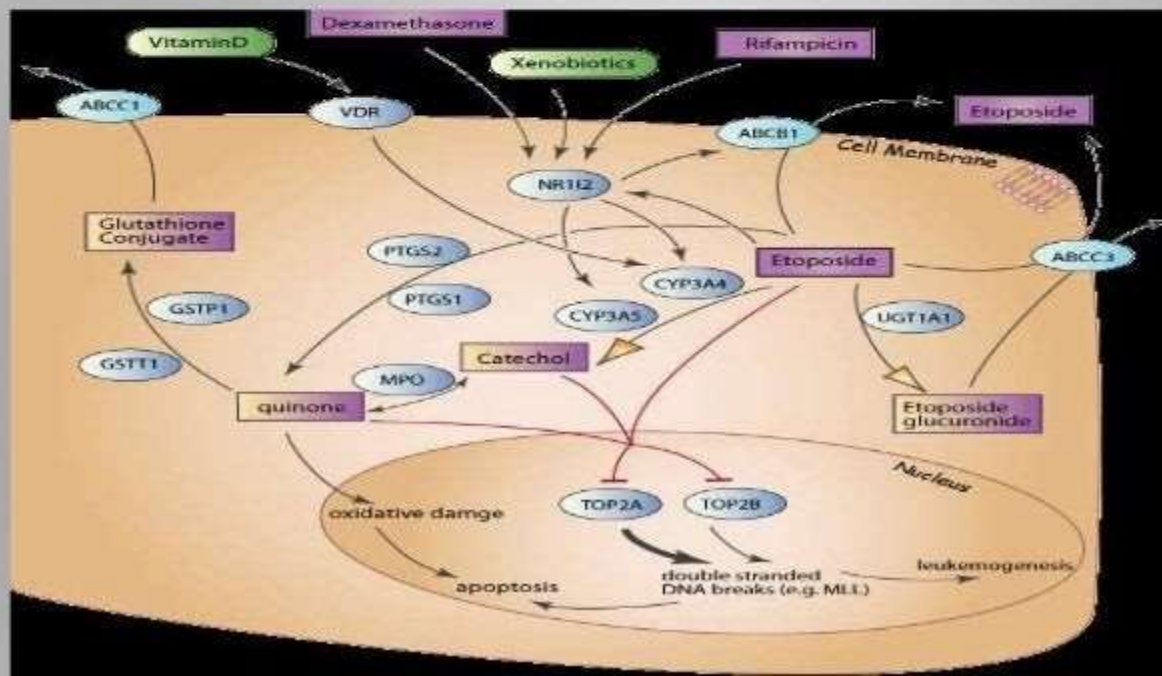 Dexamethasone
VitaminD
Rifampicin
Xenobiotics
ABCC1
VDR
Etoposide
ABCB1
Cell Membrane
NR1I2
Glutathione
Conjugate
PTGS2
Etoposide
ABCC3
CYP3A4
PTGS1
GSTP1
CYP3A5
UGT1A1
Catechol
GSTT1
MPO
quinone
Etoposide
glucuronide
Nucleus
TOP2A
TOP2B
oxidative damge
leukemogenesis
apoptosis
double stranded
DNA breaks (e.g. MLL)